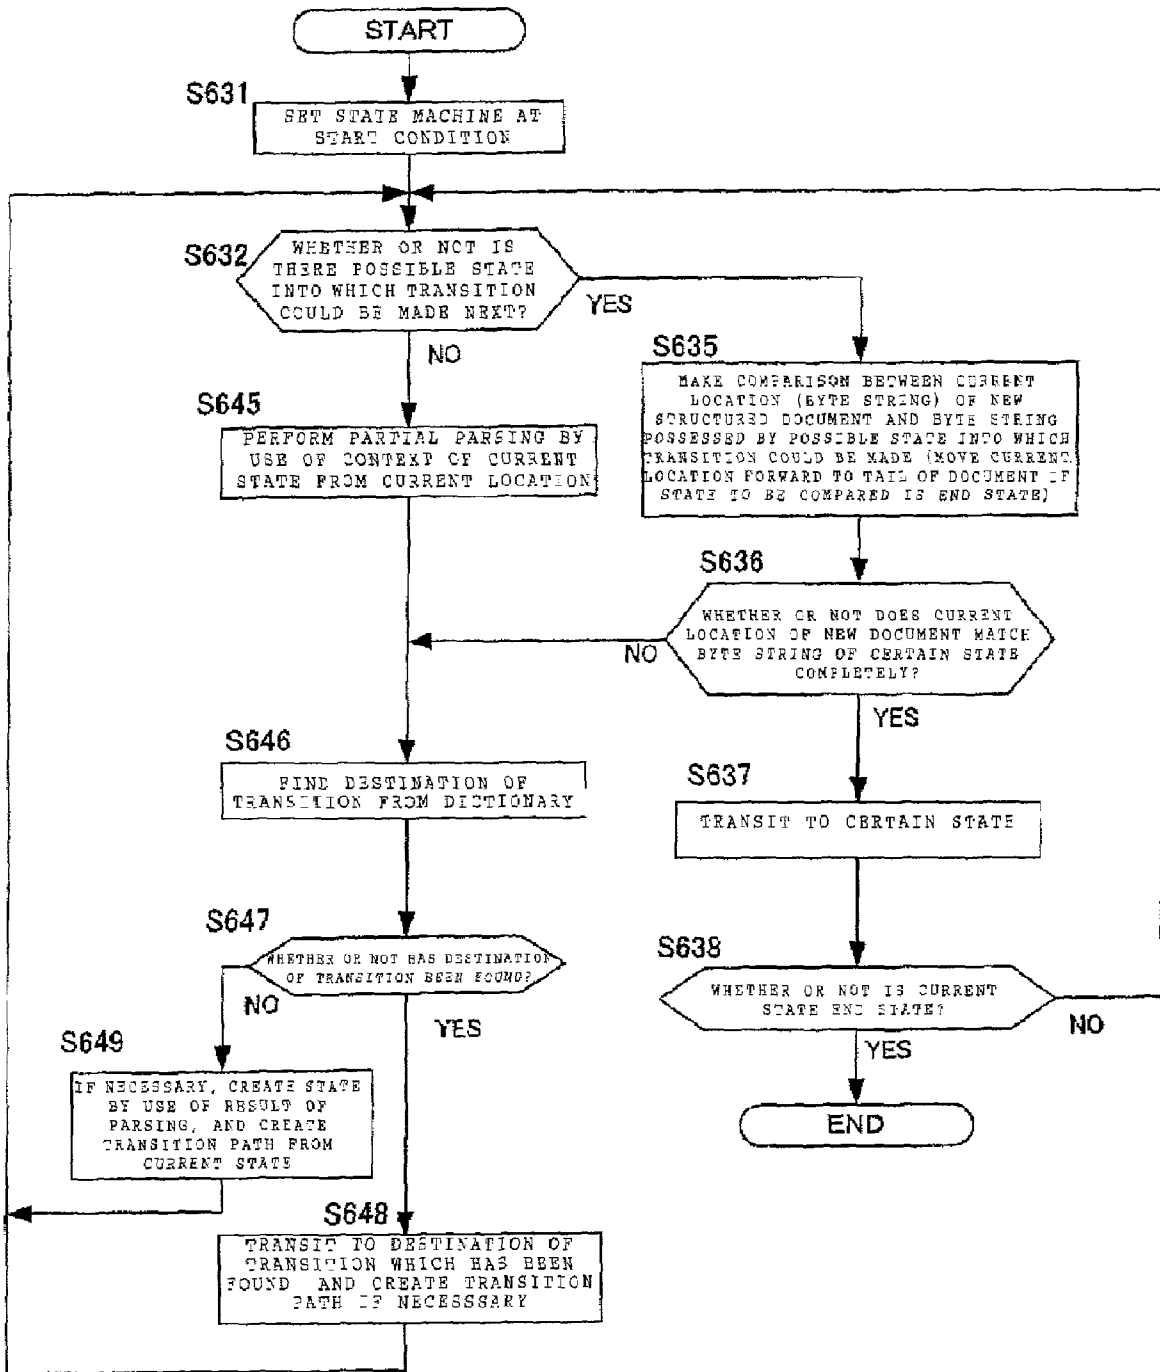 START
S631
SET STATE MACHINE AT
START CONDITION
S632
WHETHER OR NOT IS
THERE POSSIBLE STATE
INTO WHICH TRANSITION
COULD BE MADE NEXT?
YES
NO
S635
MAKE COMPARISON BETWEEN CURRENT
LOCATION (BYTE STRING) OF NEW
STRUCTURED DOCUMENT AND BYTE STRING
POSSESSED BY POSSIBLE STATE INTO WHICH
TRANSITION COULD BE MADE (MOVE CURRENT
LOCATION FORWARD TO TAIL OF DOCUMENT IF
STATE TO BE COMPARED IS END STATE)
S645
PERFORM PARTIAL PARSING BY
USE OF CONTEXT OF CURRENT
STATE FROM CURRENT LOCATION
S636
WHETHER OR NOT DOES CURRENT
LOCATION OF NEW DOCUMENT MATCH
BYTE STRING OF CERTAIN STATE
COMPLETELY?
NO
YES
S646
FIND DESTINATION OF
TRANSITION FROM DICTIONARY
S637
TRANSIT TO CERTAIN STATE
S647
WHETHER OR NOT HAS DESTINATION
OF TRANSITION BEEN FOUND?
NO
YES
S638
WHETHER OR NOT IS CURRENT
STATE END STATE?
NO
YES
S649
IF NECESSARY, CREATE STATE
BY USE OF RESULT OF
PARSING, AND CREATE
TRANSITION PATH FROM
CURRENT STATE
END
S648
TRANSIT TO DESTINATION OF
TRANSITION WHICH HAS BEEN
FOUND AND CREATE TRANSITION
PATH IF NECESSSARY